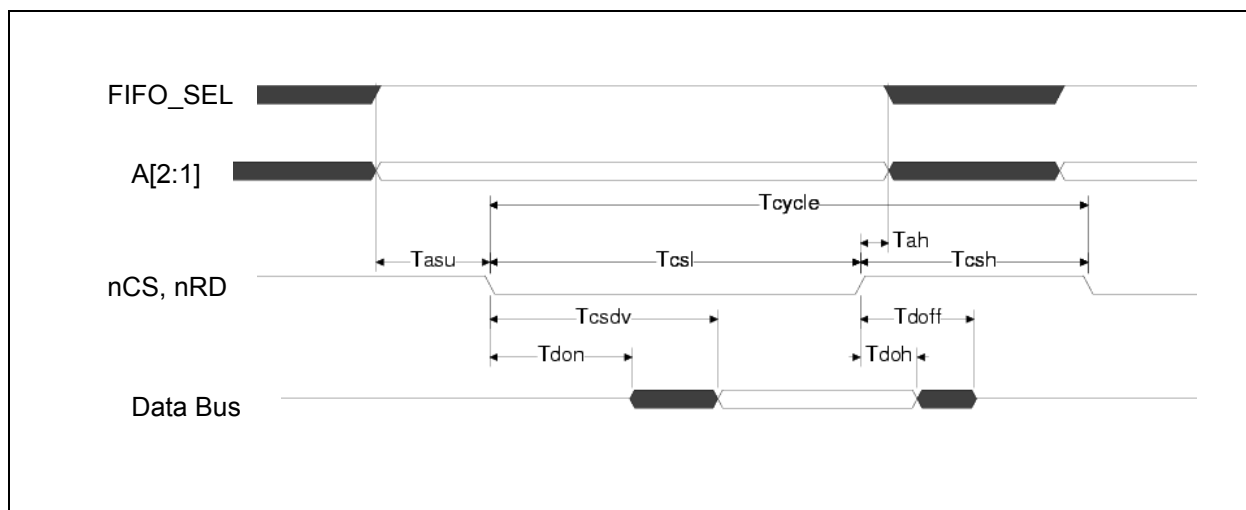 FIFO_SEL
A[2:1]
Tcycle
Tah
Tasu
Tcsl
Tcsh
nCS, nRD
Tcsdv
Tdoff
Tdon
Tdoh
Data Bus